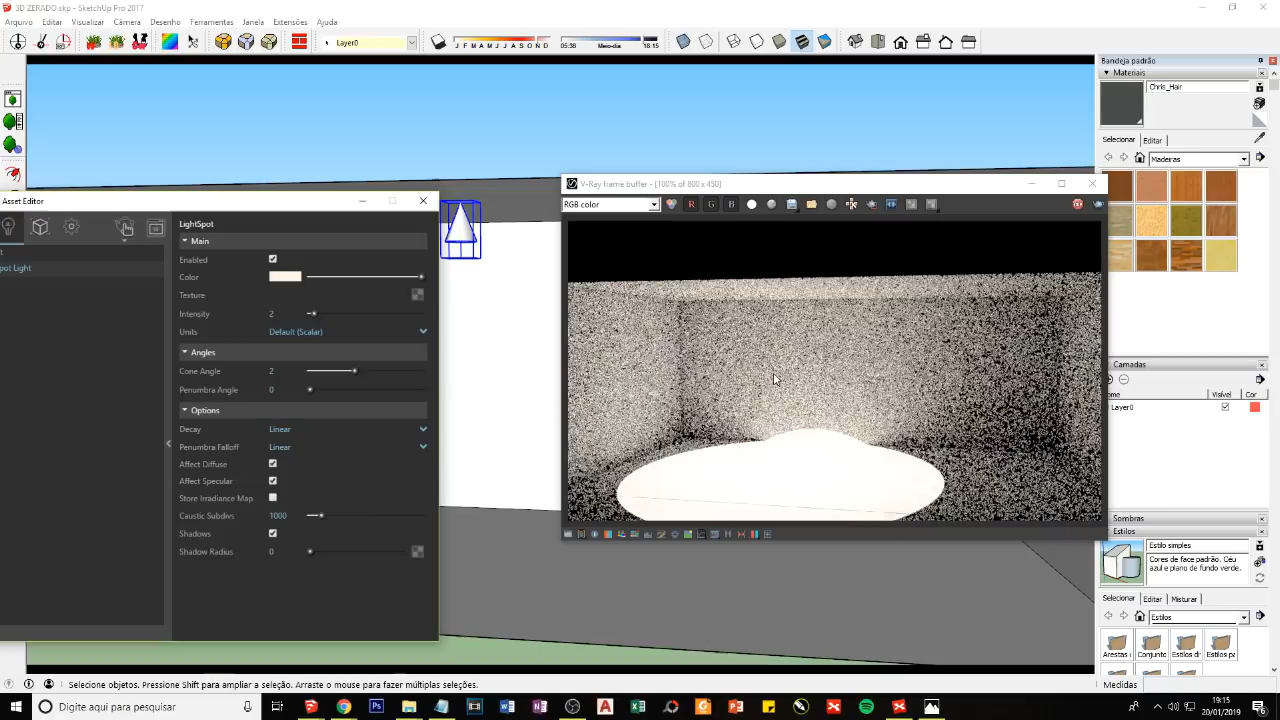 3D ZERADO.skp - SketchUp Pro 2017
Arquivo Editar Visualizar Câmera Desenho Ferramentas Janela Extensões Ajuda
Layer0
J F M A M J J A S O N D
05:38 Meio-dia 18:15
Bandeja padrão
Materiais
Chris_Hair
Selecionar Editar
Madeiras
Asset Editor
LightSpot
Main
Enabled
Color
Texture
Intensity 2
Units Default (Scalar)
Angles
Cone Angle 2
Penumbra Angle 0
Options
Decay Linear
Penumbra Falloff Linear
Affect Diffuse
Affect Specular
Store Irradiance Map
Caustic Subdivs 1000
Shadows
Shadow Radius 0
t
pot Light
V-Ray frame buffer - [100% of 800 x 450]
RGB color
R G B
Camadas
ome Visível Cor
Layer0
Sombras
Estilos
Estilo simples
Cores de face padrão. Céu
azul e plano de fundo verde.
Selecionar Editar Misturar
Estilos
Arestas Conjunto Estilos di Estilos pa
Selecione objetos. Pressione Shift para ampliar a seleção. Arraste o mouse para fazer múltiplas seleções.
Medidas
Digite aqui para pesquisar
19:15
20/01/2019